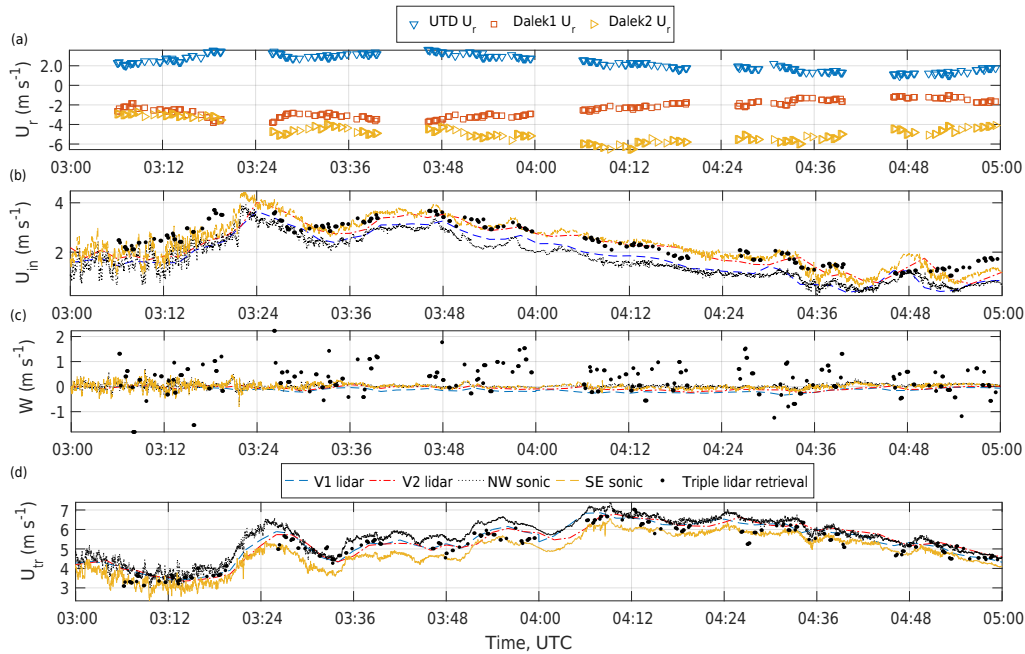 UTD U_r Dalek1 U_r Dalek2 U_r
(a)
U_r (m s^-1)
2.0
0
-2
-4
-6
03:00 03:12 03:24 03:36 03:48 04:00 04:12 04:24 04:36 04:48 05:00
(b)
U_in (m s^-1)
4
2
03:00 03:12 03:24 03:36 03:48 04:00 04:12 04:24 04:36 04:48 05:00
(c)
W (m s^-1)
2
1
0
-1
03:00 03:12 03:24 03:36 03:48 04:00 04:12 04:24 04:36 04:48 05:00
V1 lidar V2 lidar NW sonic SE sonic Triple lidar retrieval
(d)
U_tr (m s^-1)
7
6
5
4
3
03:00 03:12 03:24 03:36 03:48 04:00 04:12 04:24 04:36 04:48 05:00
Time, UTC